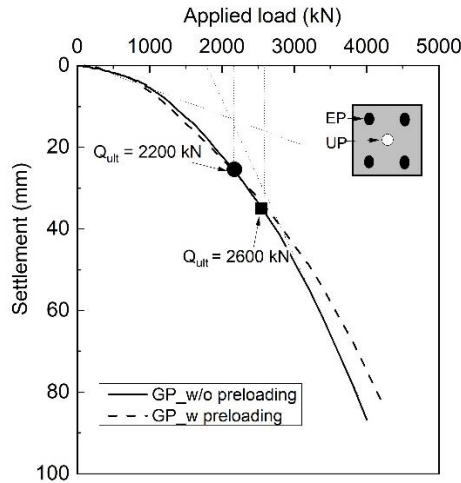 Applied load (kN)
0 1000 2000 3000 4000 5000
0
20
40
60
80
100
Settlement (mm)
EP
UP
Q_ult = 2200 kN
Q_ult = 2600 kN
GP_w/o preloading
GP_w preloading